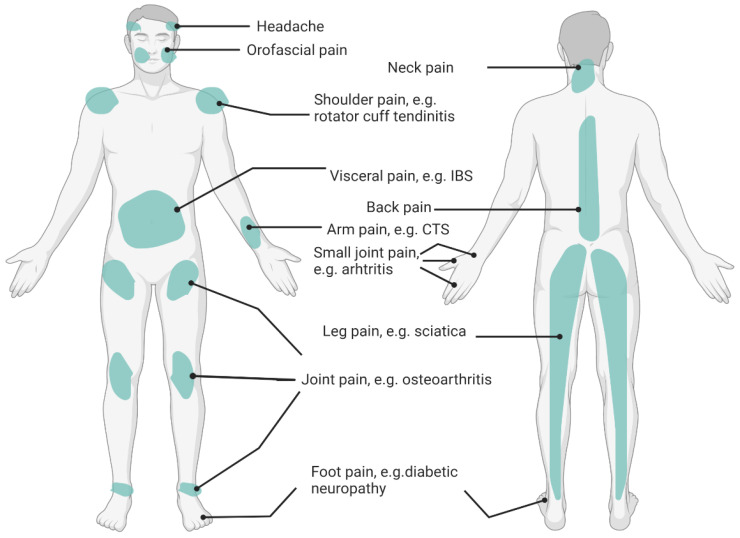 Headache
Orofascial pain
Neck pain
Shoulder pain, e.g.
rotator cuff tendinitis
Visceral pain, e.g. IBS
Back pain
Arm pain, e.g. CTS
Small joint pain,
e.g. arhtritis
Leg pain, e.g. sciatica
Joint pain, e.g. osteoarthritis
Foot pain, e.g.diabetic
neuropathy